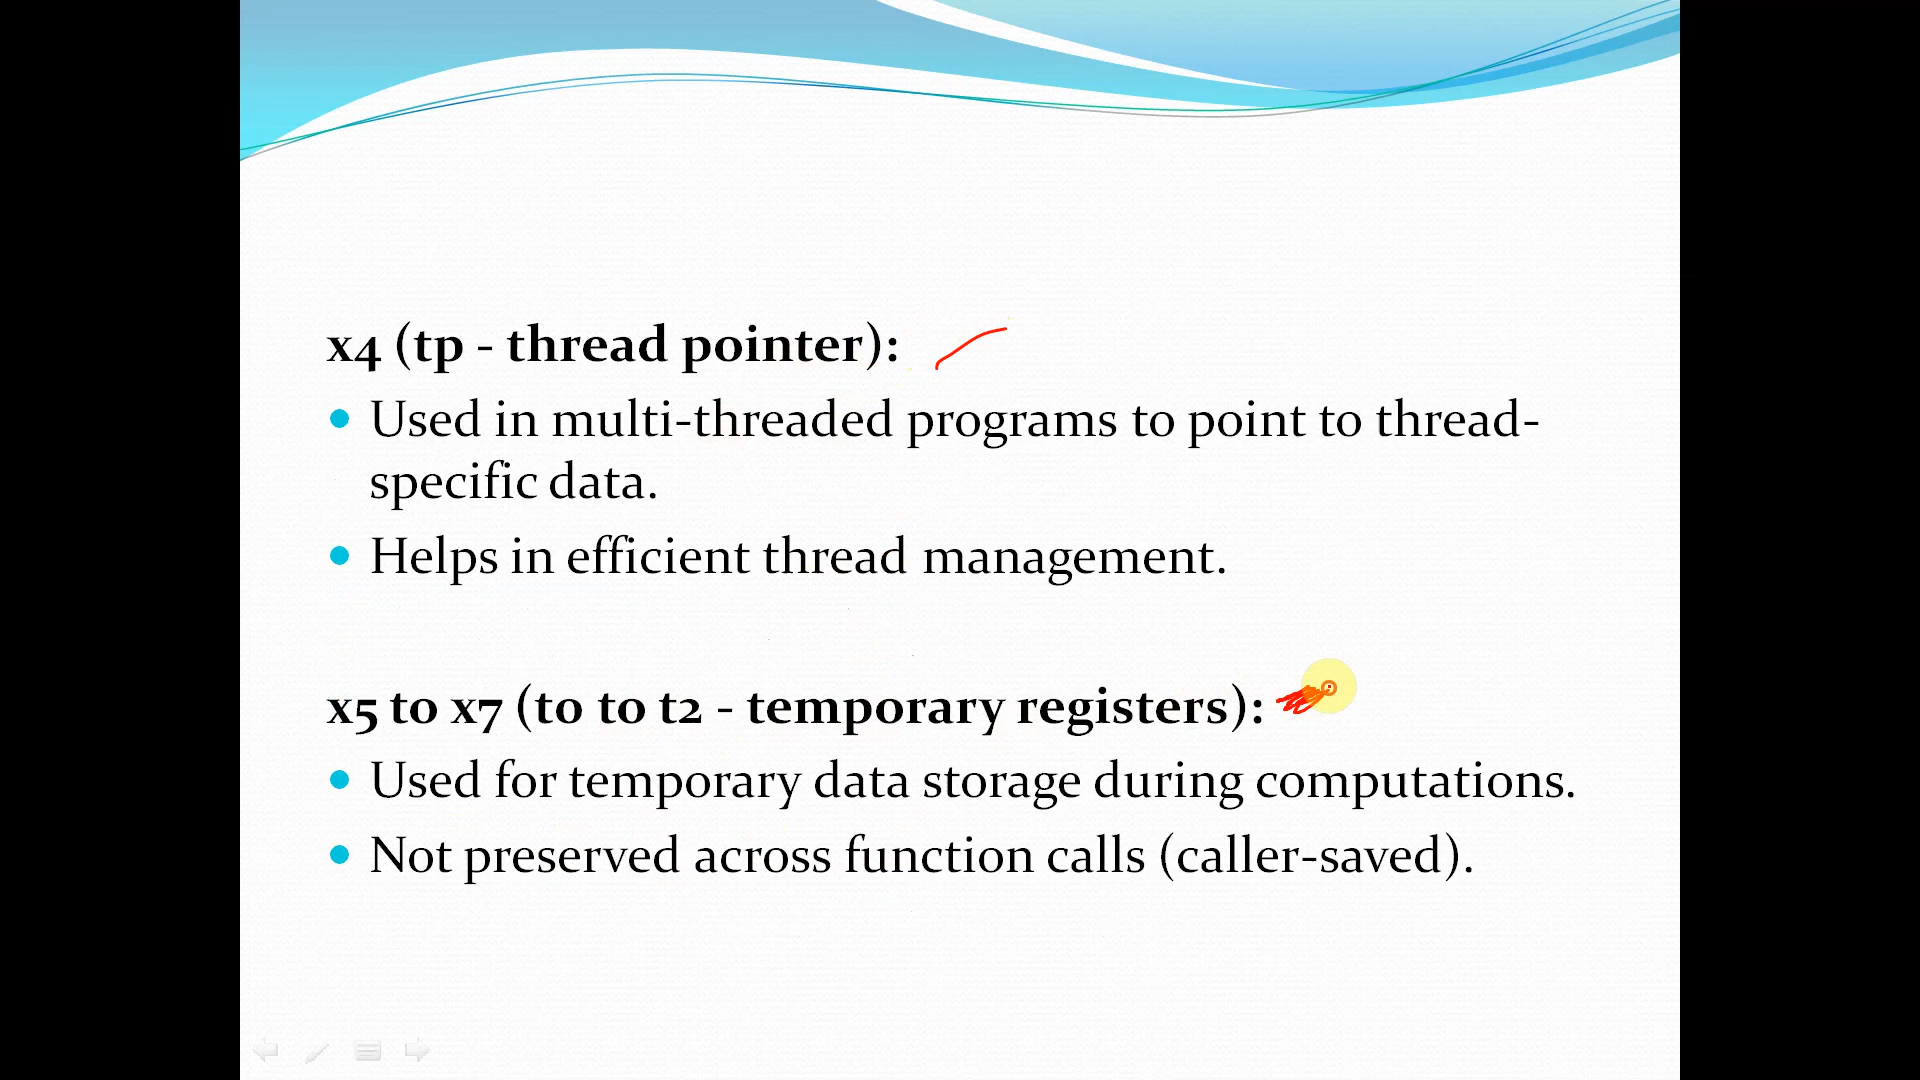 x4 (tp - thread pointer):
Used in multi-threaded programs to point to thread-
specific data.
Helps in efficient thread management.
x5 to x7 (t0 to t2 - temporary registers):
Used for temporary data storage during computations.
Not preserved across function calls (caller-saved).